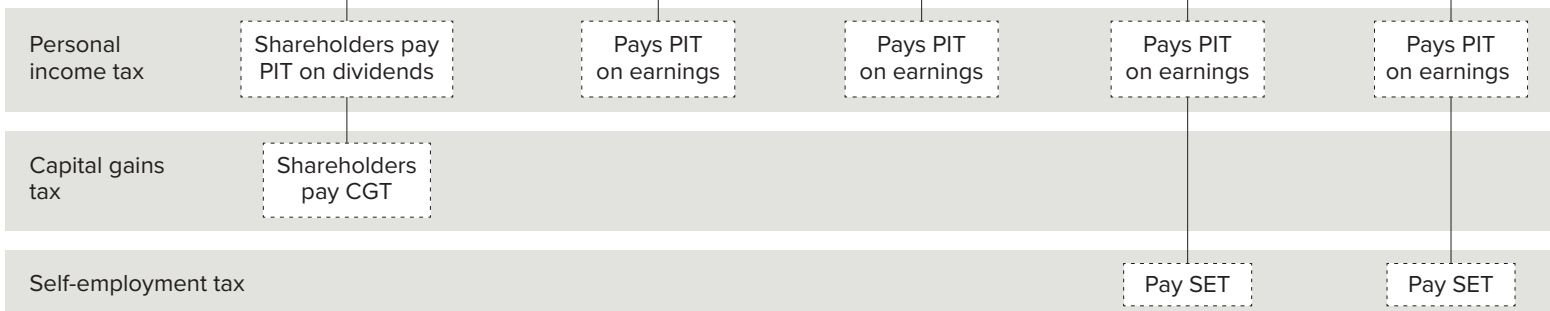 Personal
income tax
Shareholders pay
PIT on dividends
Pays PIT
on earnings
Pays PIT
on earnings
Pays PIT
on earnings
Pays PIT
on earnings
Capital gains
tax
Shareholders
pay CGT
Self-employment tax
Pay SET
Pay SET